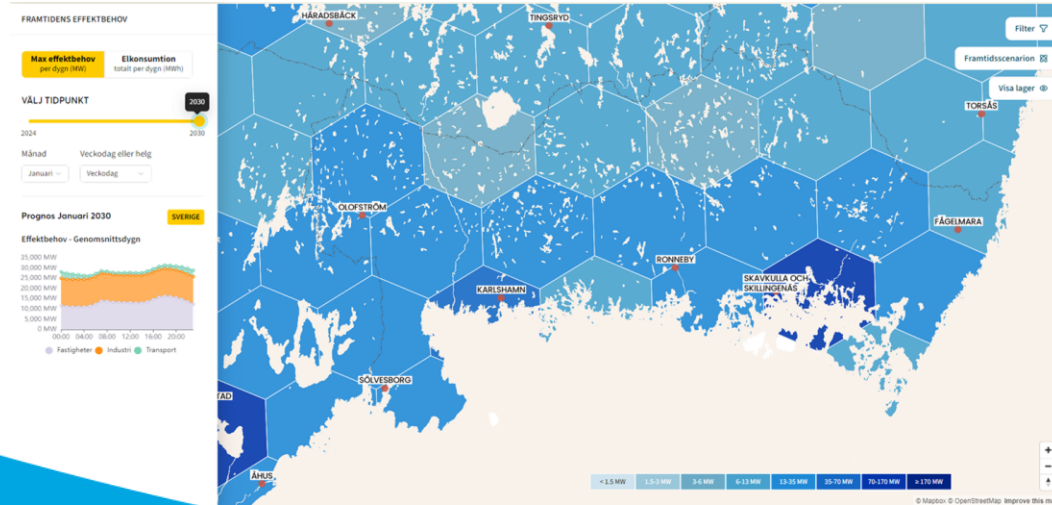 FRAMTIDENS EFFEKTBEHOV
Max effektbehov
per dygn (MW)
Elkonsumtion
totalt per dygn (MWh)
VÄLJ TIDPUNKT
2030
2024
2030
Månad
Veckodag eller helg
Januari
Veckodag
Prognos Januari 2030
SVERIGE
Effektbehov - Genomsnittsdygn
35,000 MW
30,000 MW
25,000 MW
20,000 MW
15,000 MW
10,000 MW
5,000 MW
0 MW
00:00 04:00 08:00 12:00 16:00 20:00
Fastigheter Industri Transport
HÄRADSBÄCK
TINGSRYD
Filter
Framtidsscenarion
Visa lager
TORSÅS
OLOFSTRÖM
FÅGELMARA
RONNEBY
SKAVKULLA OCH
SKILLINGENÄS
KARLSHAMN
SÖLVESBORG
TAD
ÅHUS
< 1.5 MW 1.5-3 MW 3-6 MW 6-13 MW 13-35 MW 35-70 MW 70-170 MW ≥ 170 MW
© Mapbox © OpenStreetMap Improve this ma